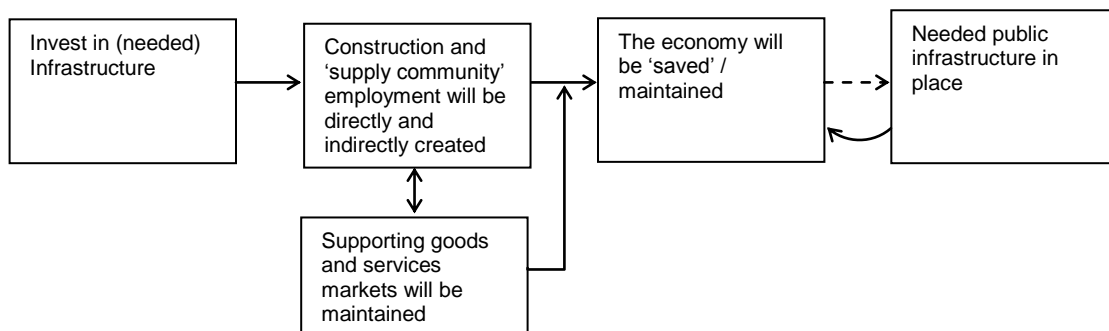 Invest in (needed)
Infrastructure
Construction and
‘supply community’
employment will be
directly and
indirectly created
Supporting goods
and services
markets will be
maintained
The economy will
be ‘saved’ /
maintained
Needed public
infrastructure in
place